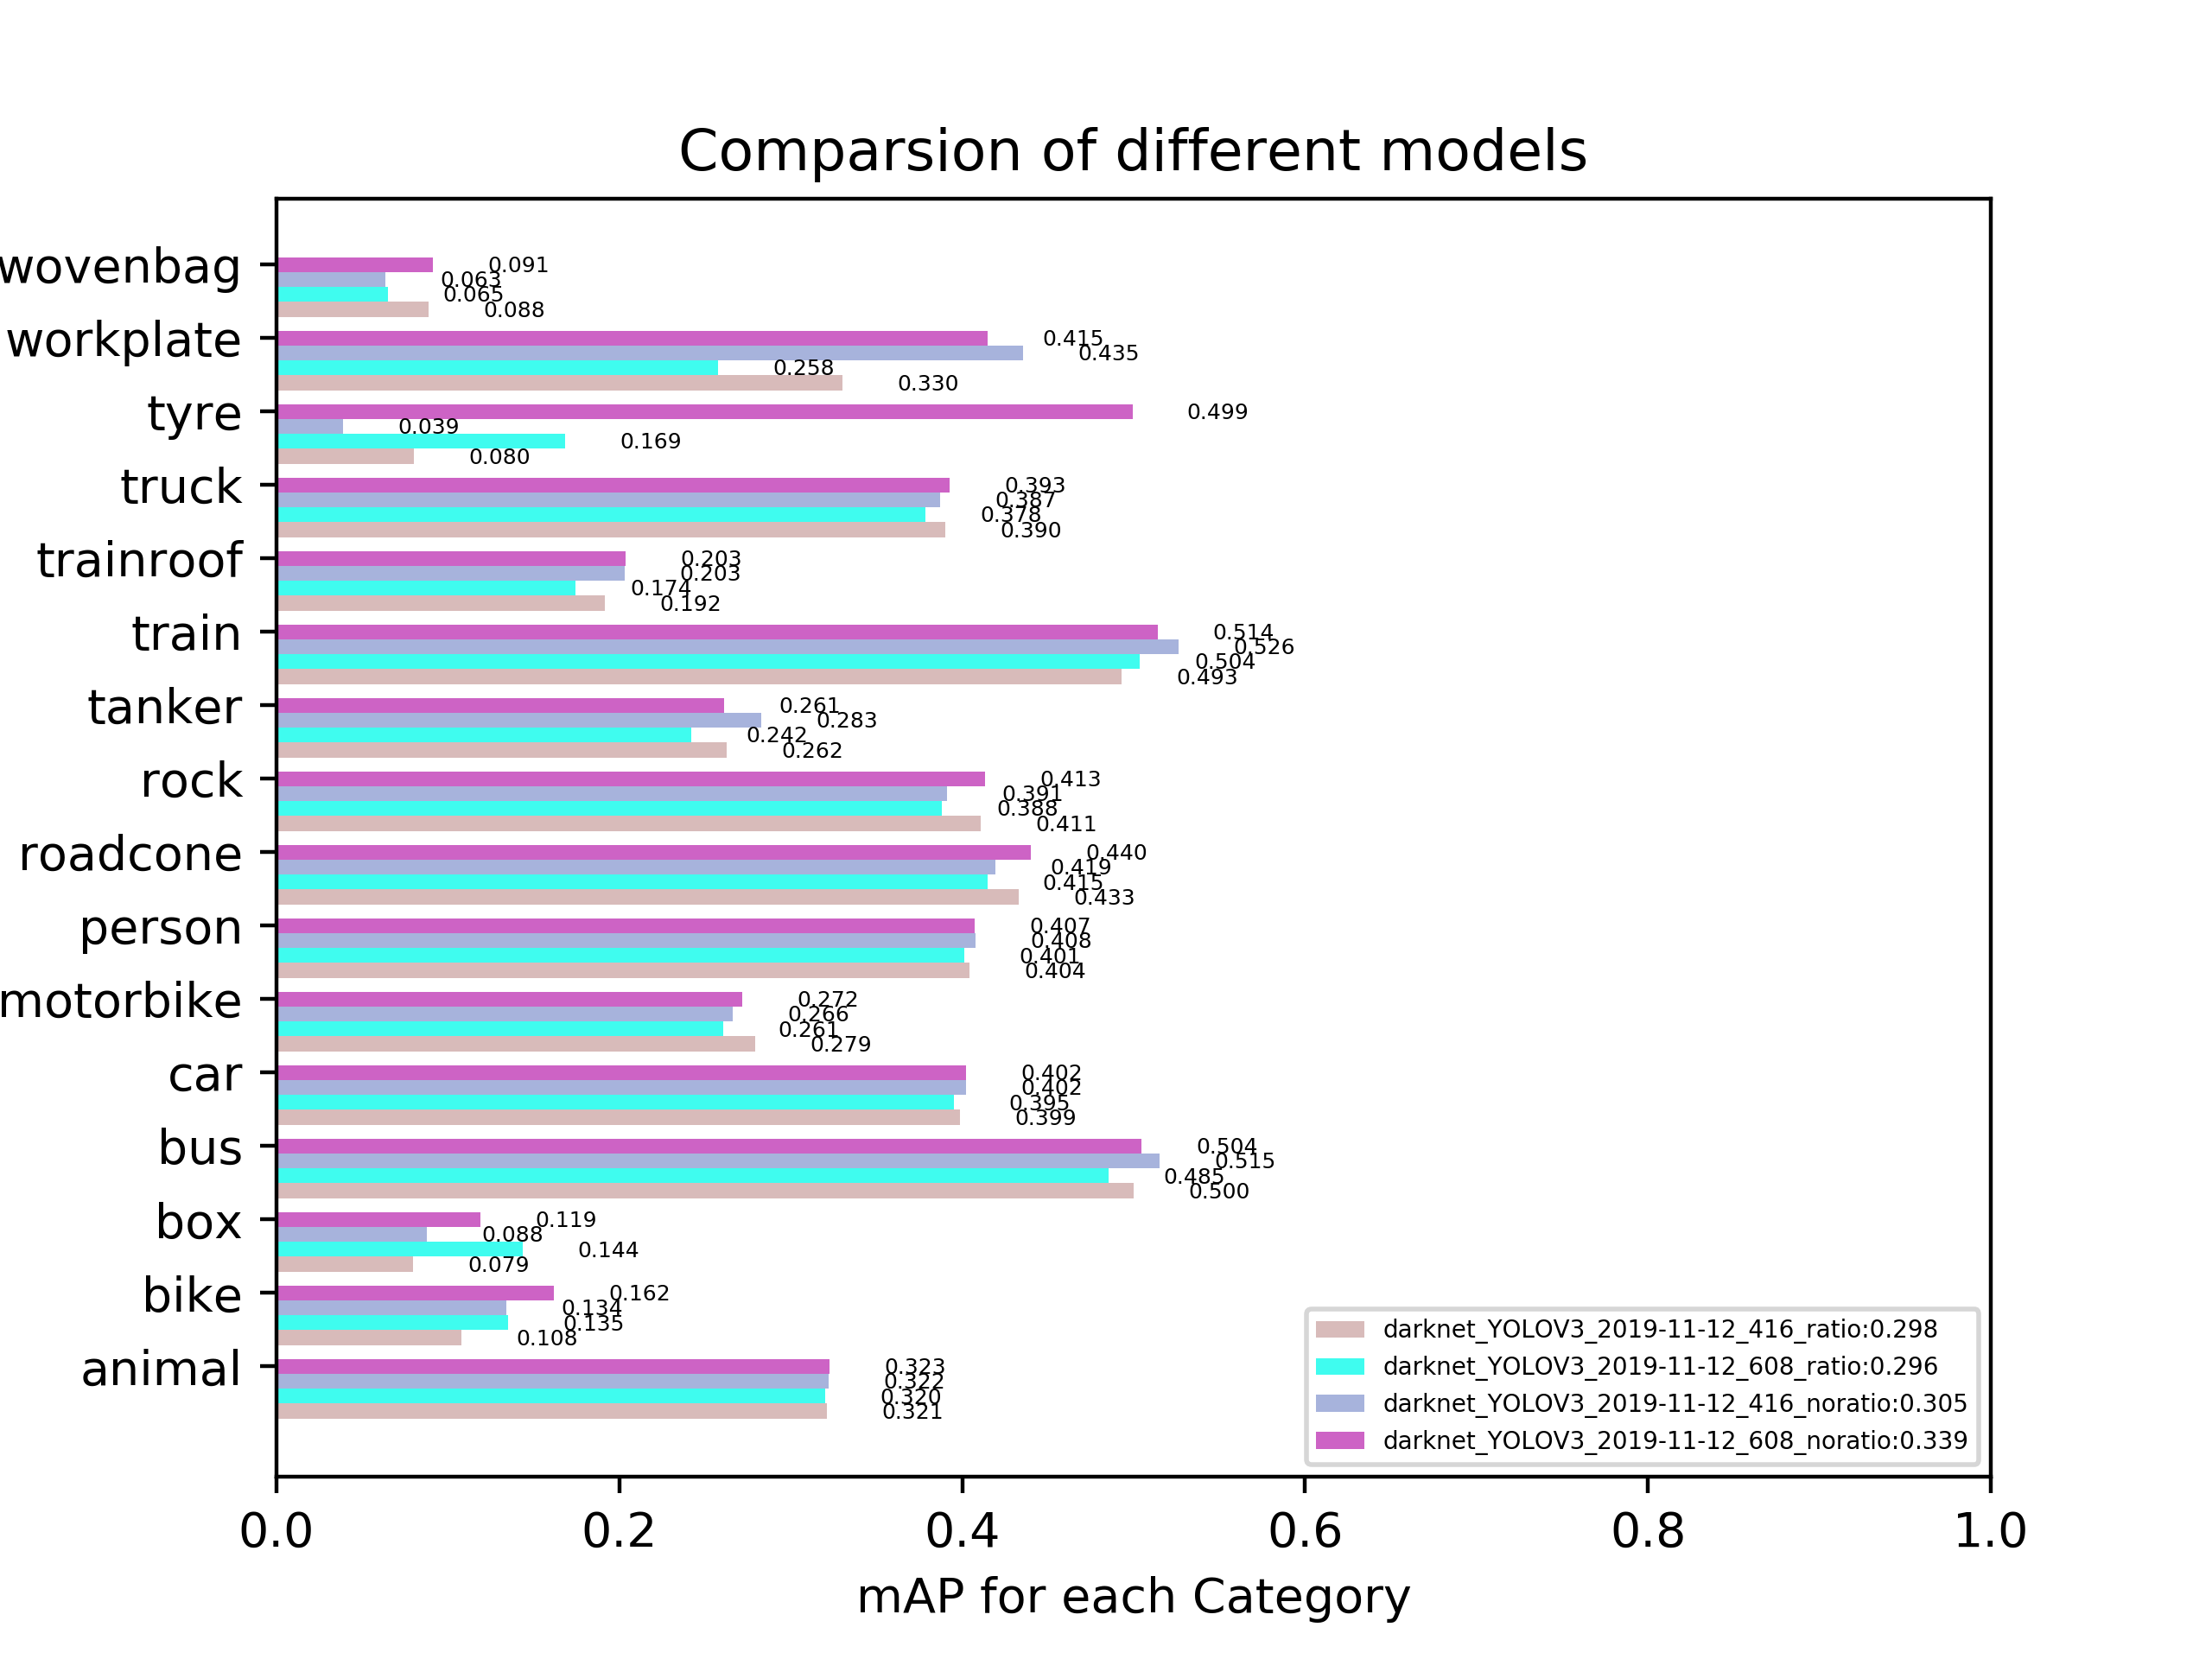 Comparsion of different models
wovenbag
0.091
0.063
0.065
0.088
workplate
0.415
0.435
0.258
0.330
tyre
0.499
0.039
0.169
0.080
truck
0.393
0.387
0.378
0.390
trainroof
0.203
0.203
0.174
0.192
train
0.514
0.526
0.504
0.493
tanker
0.261
0.283
0.242
0.262
rock
0.413
0.391
0.388
0.411
roadcone
0.440
0.419
0.415
0.433
person
0.407
0.408
0.401
0.404
motorbike
0.272
0.266
0.261
0.279
car
0.402
0.402
0.395
0.399
bus
0.504
0.515
0.485
0.500
box
0.119
0.088
0.144
0.079
bike
0.162
0.134
0.135
0.108
animal
0.323
0.322
0.320
0.321
darknet_YOLOV3_2019-11-12_416_ratio:0.298
darknet_YOLOV3_2019-11-12_608_ratio:0.296
darknet_YOLOV3_2019-11-12_416_noratio:0.305
darknet_YOLOV3_2019-11-12_608_noratio:0.339
0.0 0.2 0.4 0.6 0.8 1.0
mAP for each Category